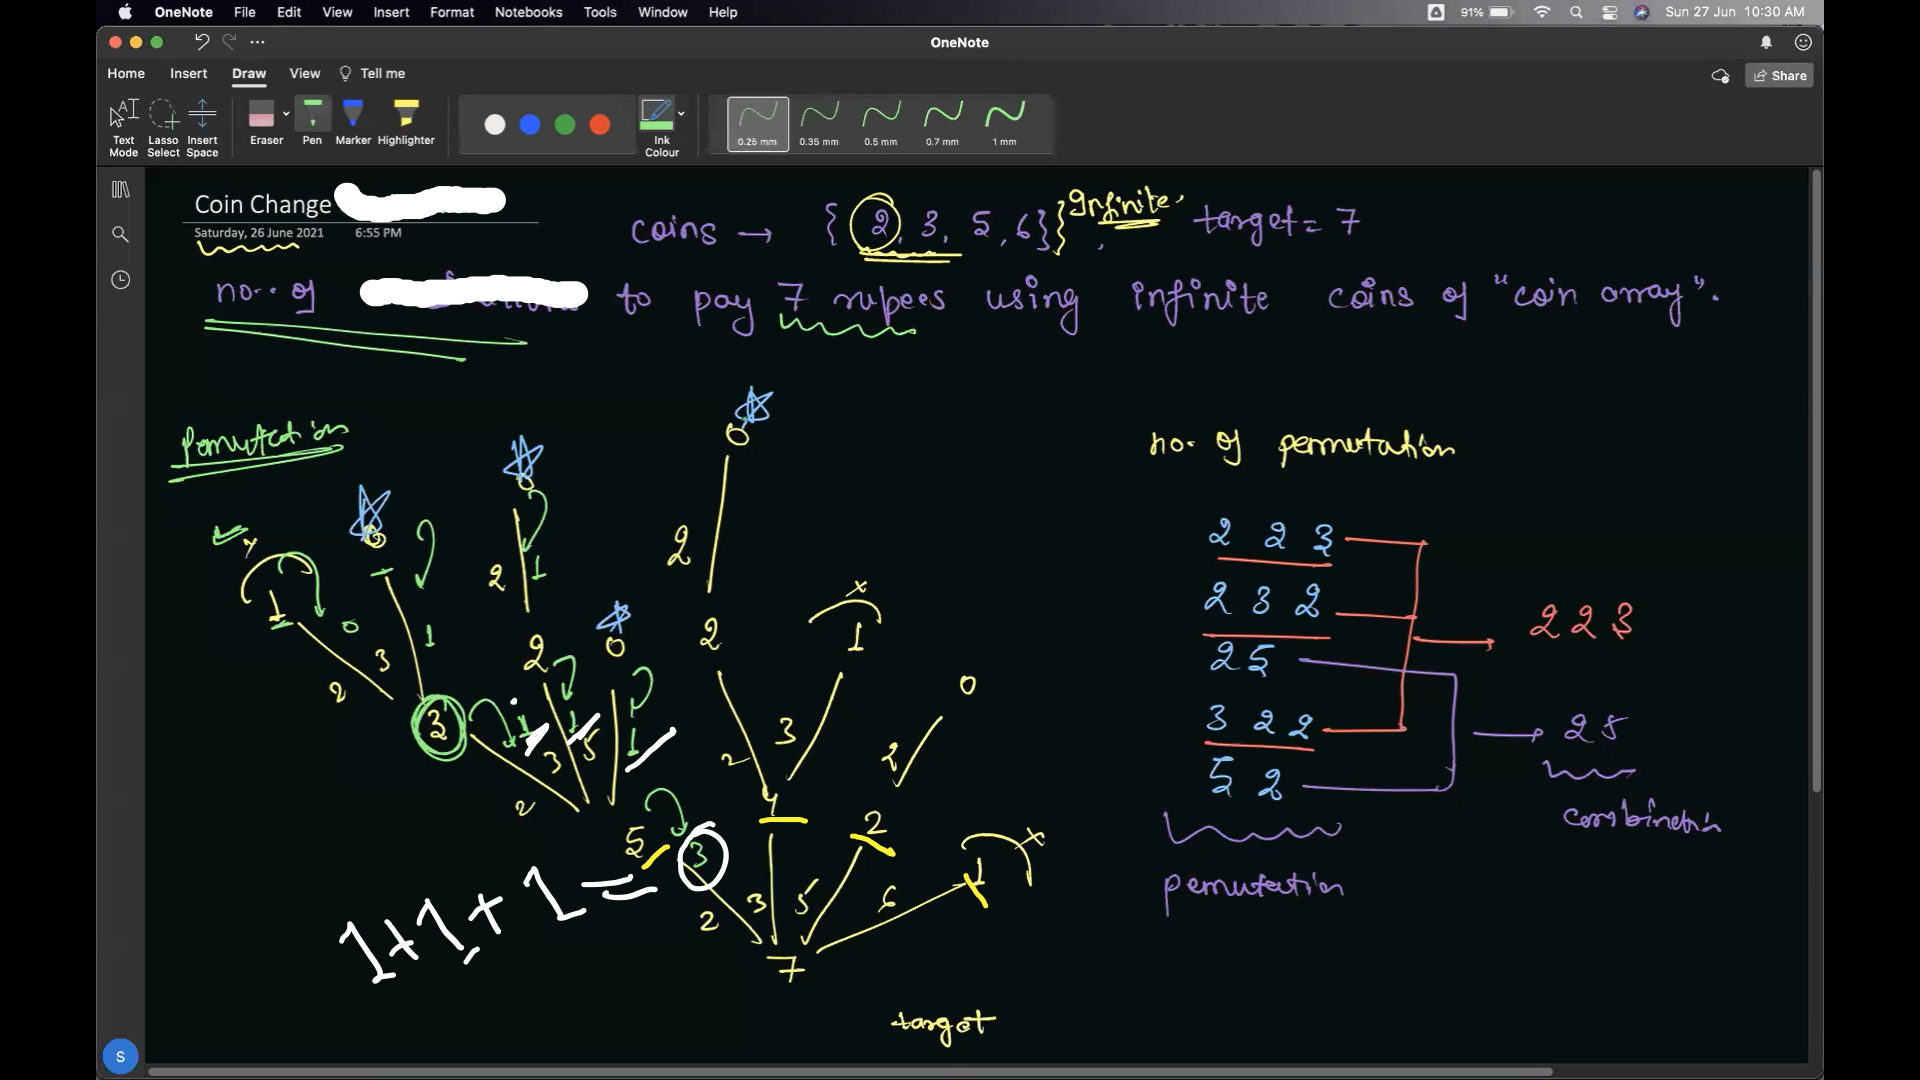 OneNote File Edit View Insert Format Notebooks Tools Window Help 91% Sun 27 Jun 10:30 AM
OneNote
Home Insert Draw View Tell me Share
Text Mode Lasso Select Insert Space Eraser Pen Marker Highlighter Ink Colour 0.25 mm 0.35 mm 0.5 mm 0.7 mm 1 mm
Coin Change
Saturday, 26 June 2021 6:55 PM
coins → { 2, 3, 5, 6 } } Infinite. target = 7
no. of to pay 7 rupees using infinite coins of "coin array".
Permutation
no. of permutation
2 2 3
2 3 2
2 2 3
2 5
3 2 2
2 5
5 2
combinetin
permutation
0
0
0
2
2 1
x
1
0
3
2
2
0
2
1
x
1
0
3
2
3
1
3
5
1
2
3
2
2
4
2
5
3
2
1
x
1+1+1=
2 3 5 6
7
target
S